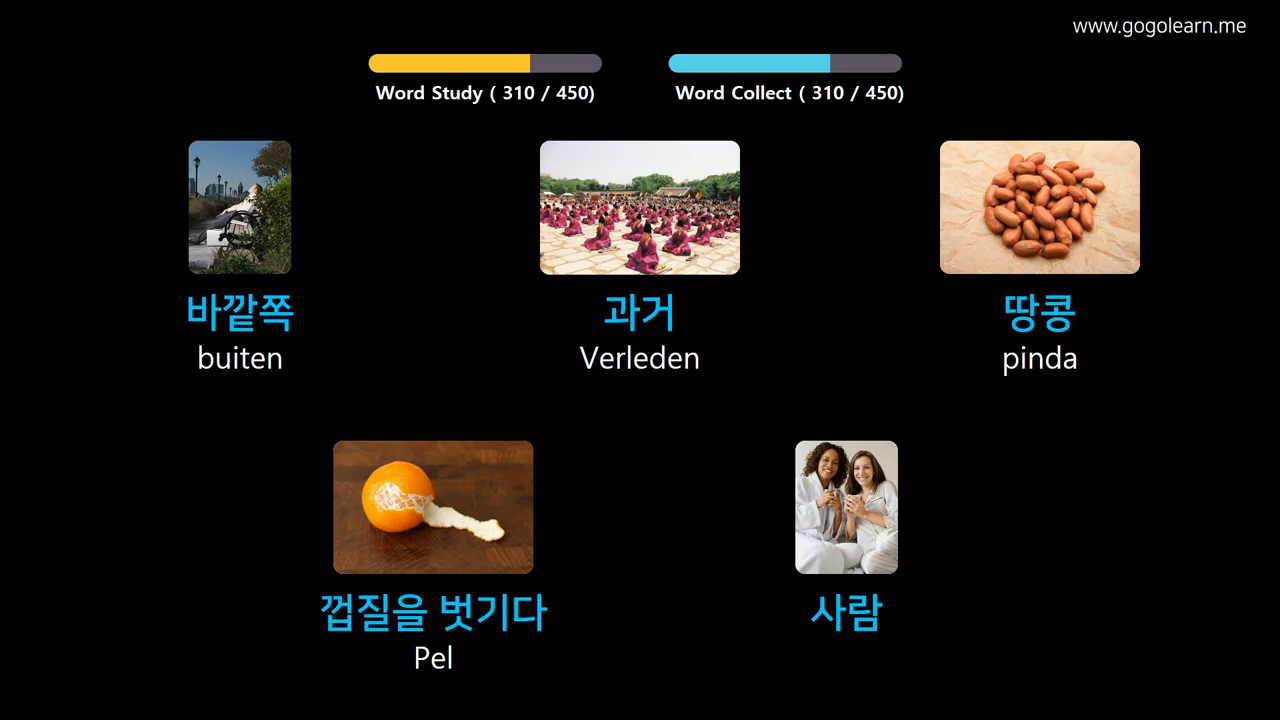 www.gogolearn.me
Word Study ( 310 / 450)
Word Collect ( 310 / 450)
바깥쪽
buiten
과거
Verleden
땅콩
pinda
껍질을 벗기다
Pel
사람